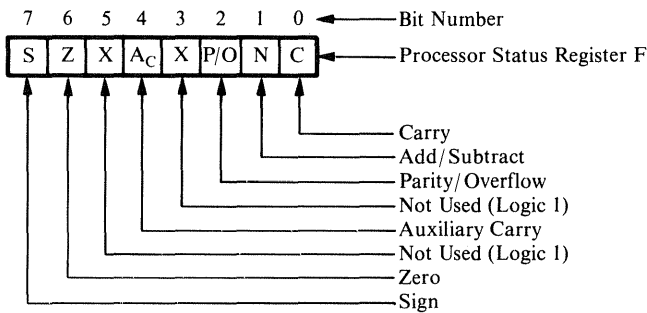 7 6 5 4 3 2 1 0 Bit Number
S Z X AC X P/O N C Processor Status Register F
Carry
Add/Subtract
Parity/Overflow
Not Used (Logic 1)
Auxiliary Carry
Not Used (Logic 1)
Zero
Sign